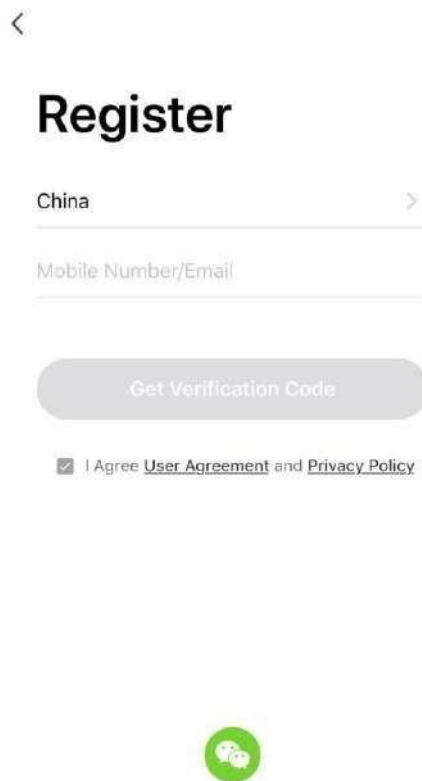 Register
China
Mobile Number/Email
Get Verification Code
I Agree User Agreement and Privacy Policy